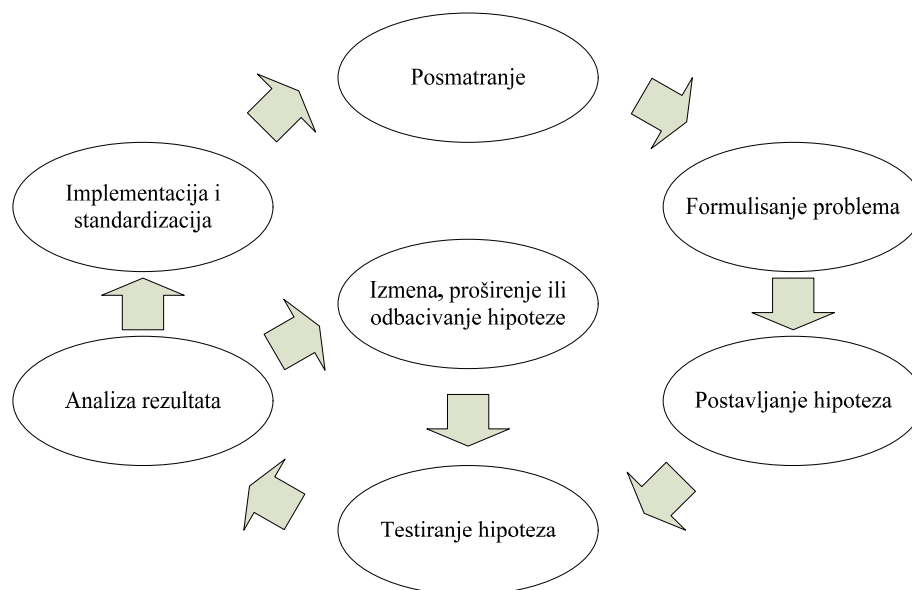 Posmatranje
Implementacija i
standardizacija
Formulisanje problema
Izmena, proširenje ili
odbacivanje hipoteze
Analiza rezultata
Postavljanje hipoteza
Testiranje hipoteza